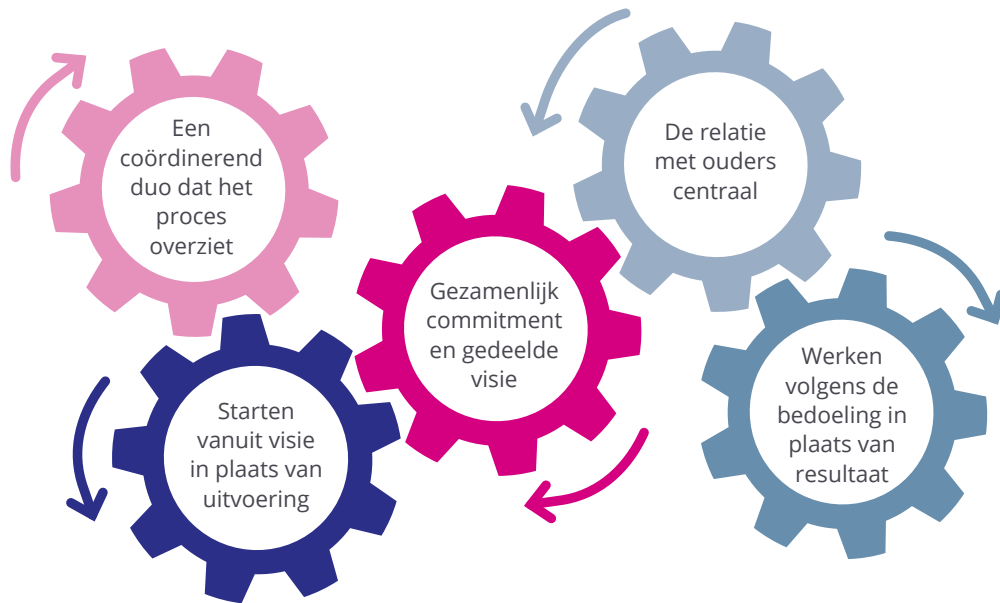 Een
coördinerend
duo dat het
proces
overziet
Starten
vanuit visie
in plaats van
uitvoering
Gezamenlijk
commitment
en gedeelde
visie
De relatie
met ouders
centraal
Werken
volgens de
bedoeling in
plaats van
resultaat